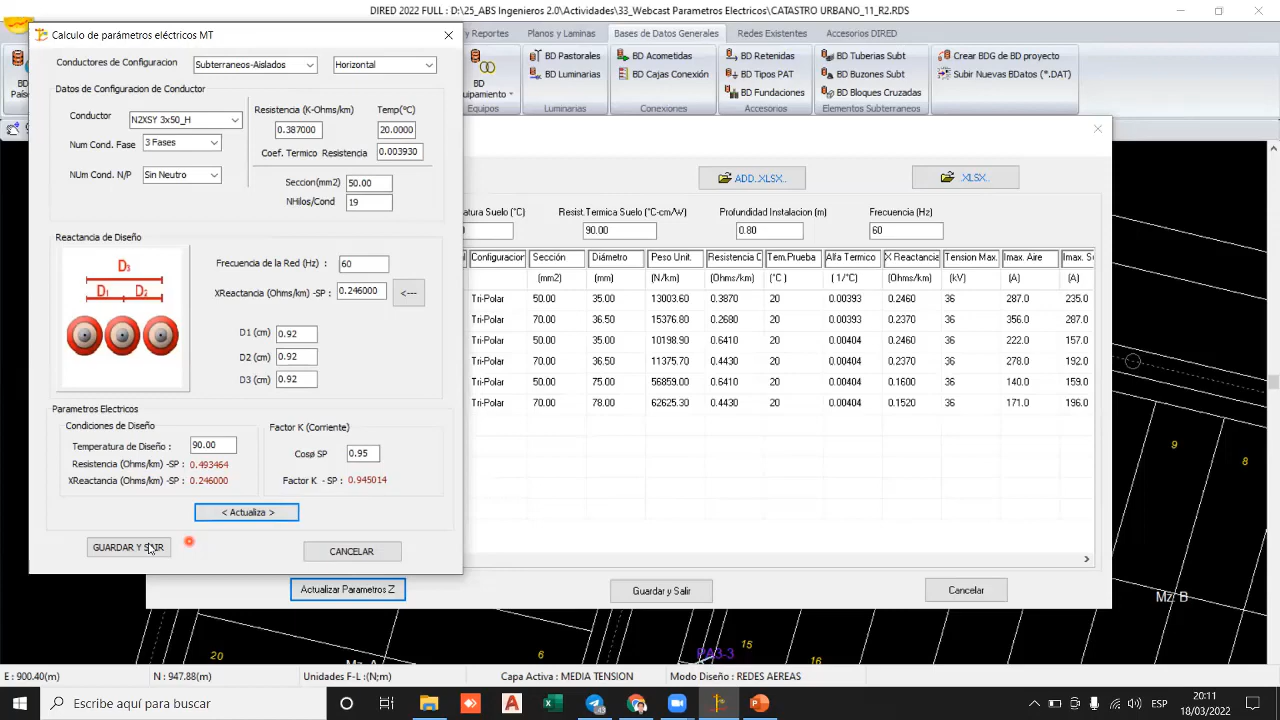 DIRED 2022 FULL : D:\25_ABS Ingenieros 2.0\Actividades\33_Webcast Parametros Electricos\CATASTRO URBANO_11_R2.RDS
y Reportes
Planos y Laminas
Bases de Datos Generales
Redes Existentes
Accesorios DIRED
BD
BD
BD Pastorales
BD Luminarias
Luminarias
BD Acometidas
BD Cajas Conexión
Conexiones
BD Retenidas
BD Tipos PAT
BD Fundaciones
Accesorios
BD Tuberias Subt
BD Buzones Subt
BD Bloques Cruzadas
Elementos Subterraneos
Crear BDG de BD proyecto
Subir Nuevas BDatos (*.DAT)
Equipos
Calculo de parámetros eléctricos MT
Conductores de Configuracion
Subterraneos-Aislados
Horizontal
Datos de Configuracion de Conductor
Conductor
N2XSY 3x50_H
Num Cond. Fase
3 Fases
NUm Cond. N/P
Sin Neutro
Resistencia (K-Ohms/km)
Temp(°C)
0.387000
20.0000
Coef. Termico Resistencia
0.003930
Seccion(mm2)
50.00
NHilos/Cond
19
Reactancia de Diseño
D3
D1
D2
Frecuencia de la Red (Hz) :
60
XReactancia (Ohms/km) -SP :
0.246000
<---
D1 (cm)
0.92
D2 (cm)
0.92
D3 (cm)
0.92
Parametros Electricos
Condiciones de Diseño
Temperatura de Diseño :
90.00
Resistencia (Ohms/km) -SP :
0.493464
XReactancia (Ohms/km) -SP :
0.246000
Factor K (Corriente)
Cosø SP
0.95
Factor K - SP :
0.945014
< Actualiza >
GUARDAR Y SALIR
CANCELAR
ADD..XLSX..
.XLSX..
atura Suelo (°C)
Resist.Termica Suelo (°C-cm/W)
90.00
Profundidad Instalacion (m)
0.80
Frecuencia (Hz)
60
Configuracion Sección Diámetro Peso Unit. Resistencia C Tem.Prueba Alfa Termico X Reactancia Tension Max. Imax. Aire
(mm2) (mm) (N/km) (Ohms/km) (°C ) ( 1/°C) (Ohms/km) (kV) (A) (A)
Tri-Polar 50.00 35.00 13003.60 0.3870 20 0.00393 0.2460 36 287.0 235.0
Tri-Polar 70.00 36.50 15376.80 0.2680 20 0.00393 0.2370 36 356.0 287.0
Tri-Polar 50.00 35.00 10198.90 0.6410 20 0.00404 0.2460 36 222.0 157.0
Tri-Polar 70.00 36.50 11375.70 0.4430 20 0.00404 0.2370 36 278.0 192.0
Tri-Polar 50.00 75.00 56859.00 0.6410 20 0.00404 0.1600 36 140.0 159.0
Tri-Polar 70.00 78.00 62625.30 0.4430 20 0.00404 0.1520 36 171.0 196.0
Actualizar Parametros Z
Guardar y Salir
Cancelar
9
8
Mz. B
20
Mz. A
6
15
PA3-3
16
E : 900.40(m)
N : 947.88(m)
Unidades F-L :(N;m)
Capa Activa : MEDIA TENSION
Modo Diseño : REDES AEREAS
Escribe aquí para buscar
ESP
20:11
18/03/2022